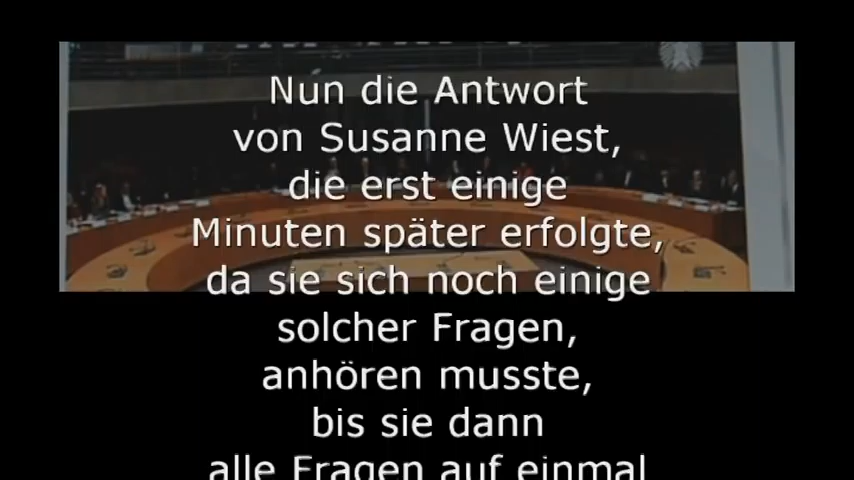 Nun die Antwort
von Susanne Wiest,
die erst einige
Minuten später erfolgte,
da sie sich noch einige
solcher Fragen,
anhören musste,
bis sie dann
alle Fragen auf einmal